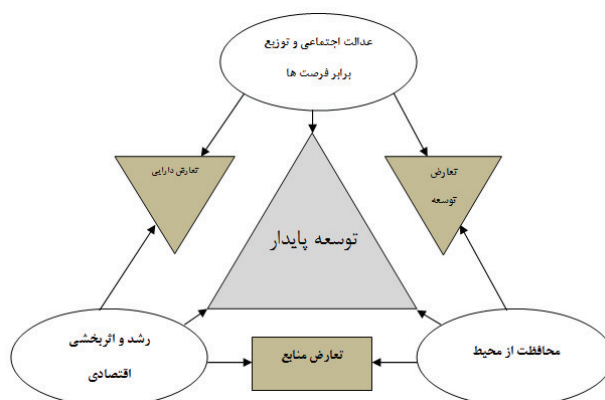 عدالت اجتماعی و توزیع
برابر فرصت ها
تعارض دارایی
تعارض
توسعه
توسعه پایدار
رشد و اثربخشی
اقتصادی
تعارض منابع
محافظت از محیط